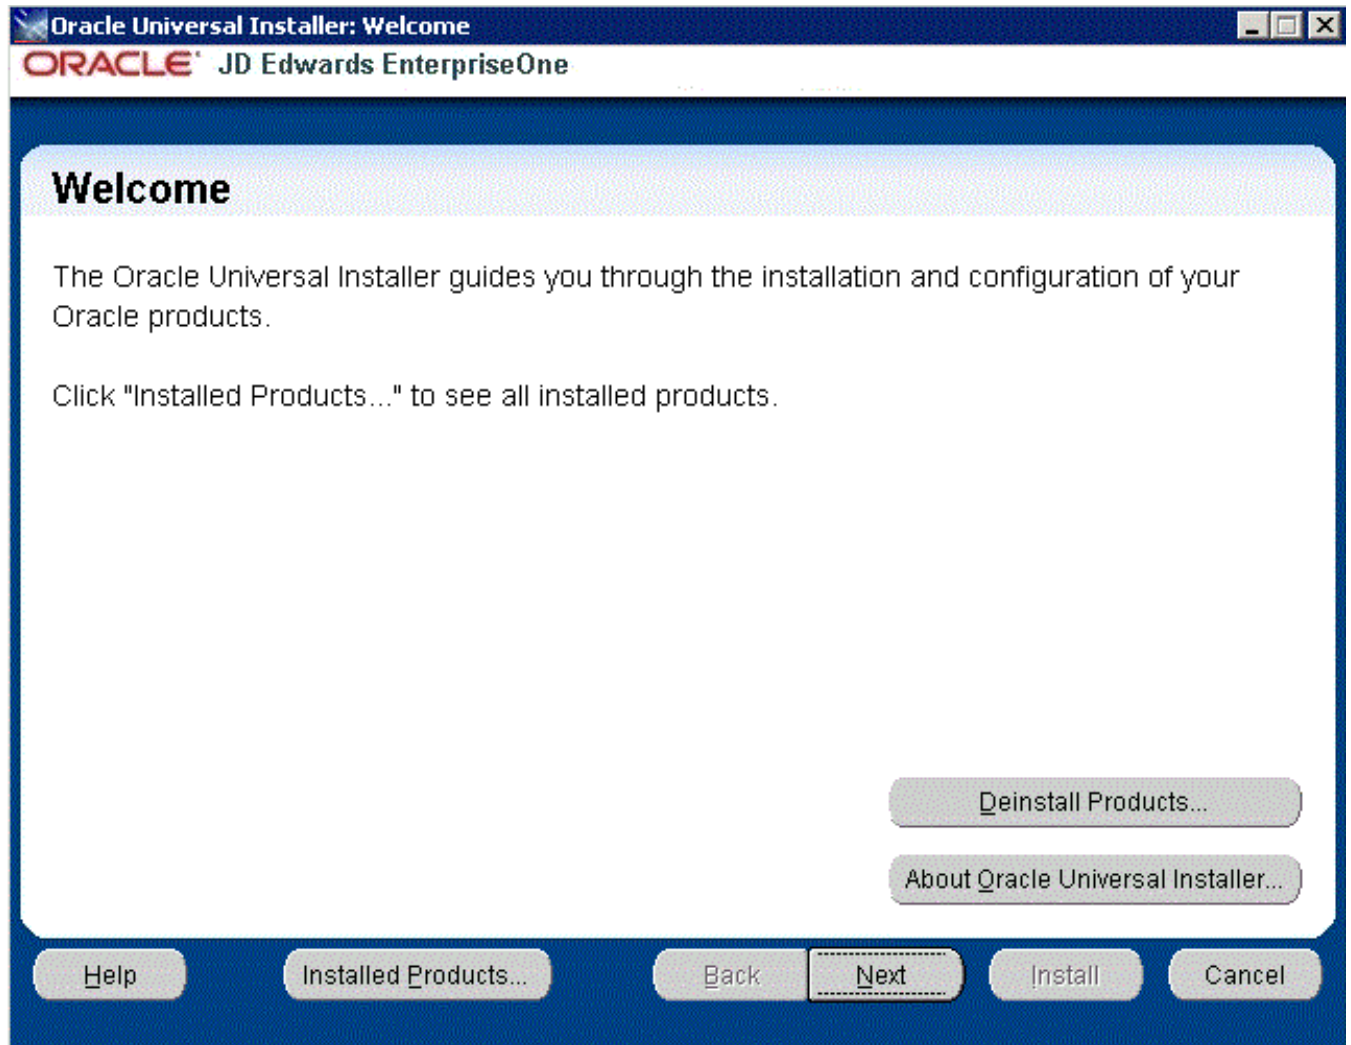 Oracle Universal Installer: Welcome
ORACLE JD Edwards EnterpriseOne
Welcome
The Oracle Universal Installer guides you through the installation and configuration of your
Oracle products.
Click "Installed Products..." to see all installed products.
Deinstall Products...
About Oracle Universal Installer...
Help Installed Products... Back Next Install Cancel